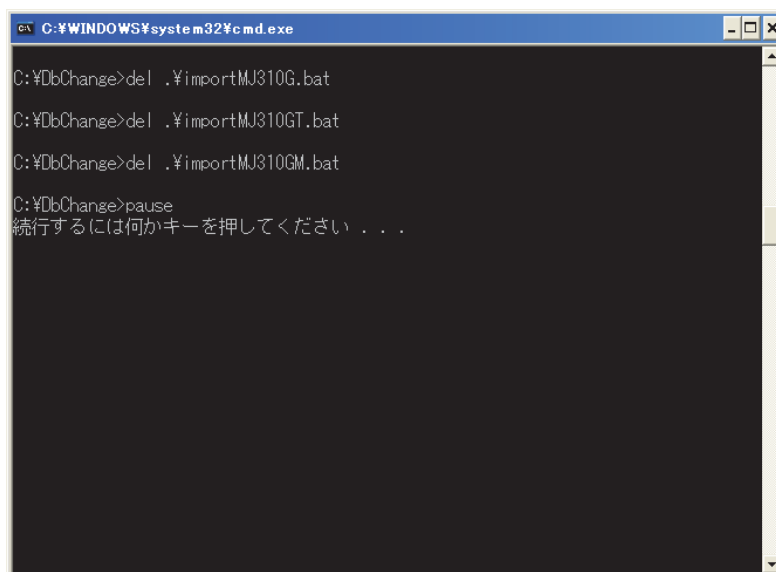 C:¥WINDOWS¥system32¥cmd.exe
C:¥DbChange>del .¥importMJ310G.bat
C:¥DbChange>del .¥importMJ310GT.bat
C:¥DbChange>del .¥importMJ310GM.bat
C:¥DbChange>pause
続行するには何かキーを押してください . . .